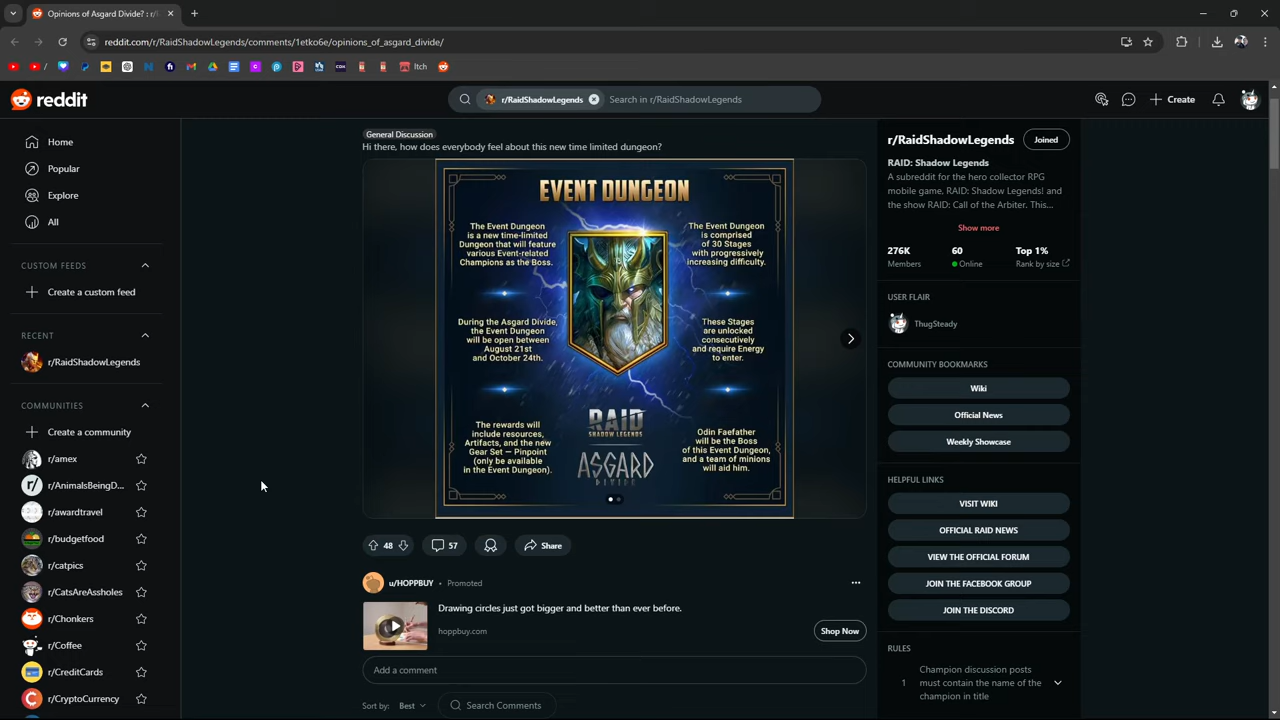 Opinions of Asgard Divide? : r/
reddit.com/r/RaidShadowLegends/comments/1etko6e/opinions_of_asgard_divide/
Itch
reddit
r/RaidShadowLegends
Search in r/RaidShadowLegends
Create
Home
Popular
Explore
All
CUSTOM FEEDS
Create a custom feed
RECENT
r/RaidShadowLegends
COMMUNITIES
Create a community
r/amex
r/AnimalsBeingD...
r/awardtravel
r/budgetfood
r/catpics
r/CatsAreAssholes
r/Chonkers
r/Coffee
r/CreditCards
r/CryptoCurrency
General Discussion
Hi there, how does everybody feel about this new time limited dungeon?
EVENT DUNGEON
The Event Dungeon
is a new time-limited
Dungeon that will feature
various Event-related
Champions as the Boss.
During the Asgard Divide,
the Event Dungeon
will be open between
August 21st
and October 24th.
The rewards will
include resources,
Artifacts, and the new
Gear Set — Pinpoint
(only be available
in the Event Dungeon).
The Event Dungeon
is comprised
of 30 Stages
with progressively
increasing difficulty.
These Stages
are unlocked
consecutively
and require Energy
to enter.
Odin Faefather
will be the Boss
of this Event Dungeon,
and a team of minions
will aid him.
RAID
SHADOW LEGENDS
ASGARD
DIVIDE
48
57
Share
u/HOPPBUY • Promoted
Drawing circles just got bigger and better than ever before.
hoppbuy.com
Shop Now
Add a comment
Sort by: Best
Search Comments
r/RaidShadowLegends
Joined
RAID: Shadow Legends
A subreddit for the hero collector RPG
mobile game, RAID: Shadow Legends! and
the show RAID: Call of the Arbiter. This...
Show more
276K
Members
60
Online
Top 1%
Rank by size
USER FLAIR
ThugSteady
COMMUNITY BOOKMARKS
Wiki
Official News
Weekly Showcase
HELPFUL LINKS
VISIT WIKI
OFFICIAL RAID NEWS
VIEW THE OFFICIAL FORUM
JOIN THE FACEBOOK GROUP
JOIN THE DISCORD
RULES
1
Champion discussion posts
must contain the name of the
champion in title